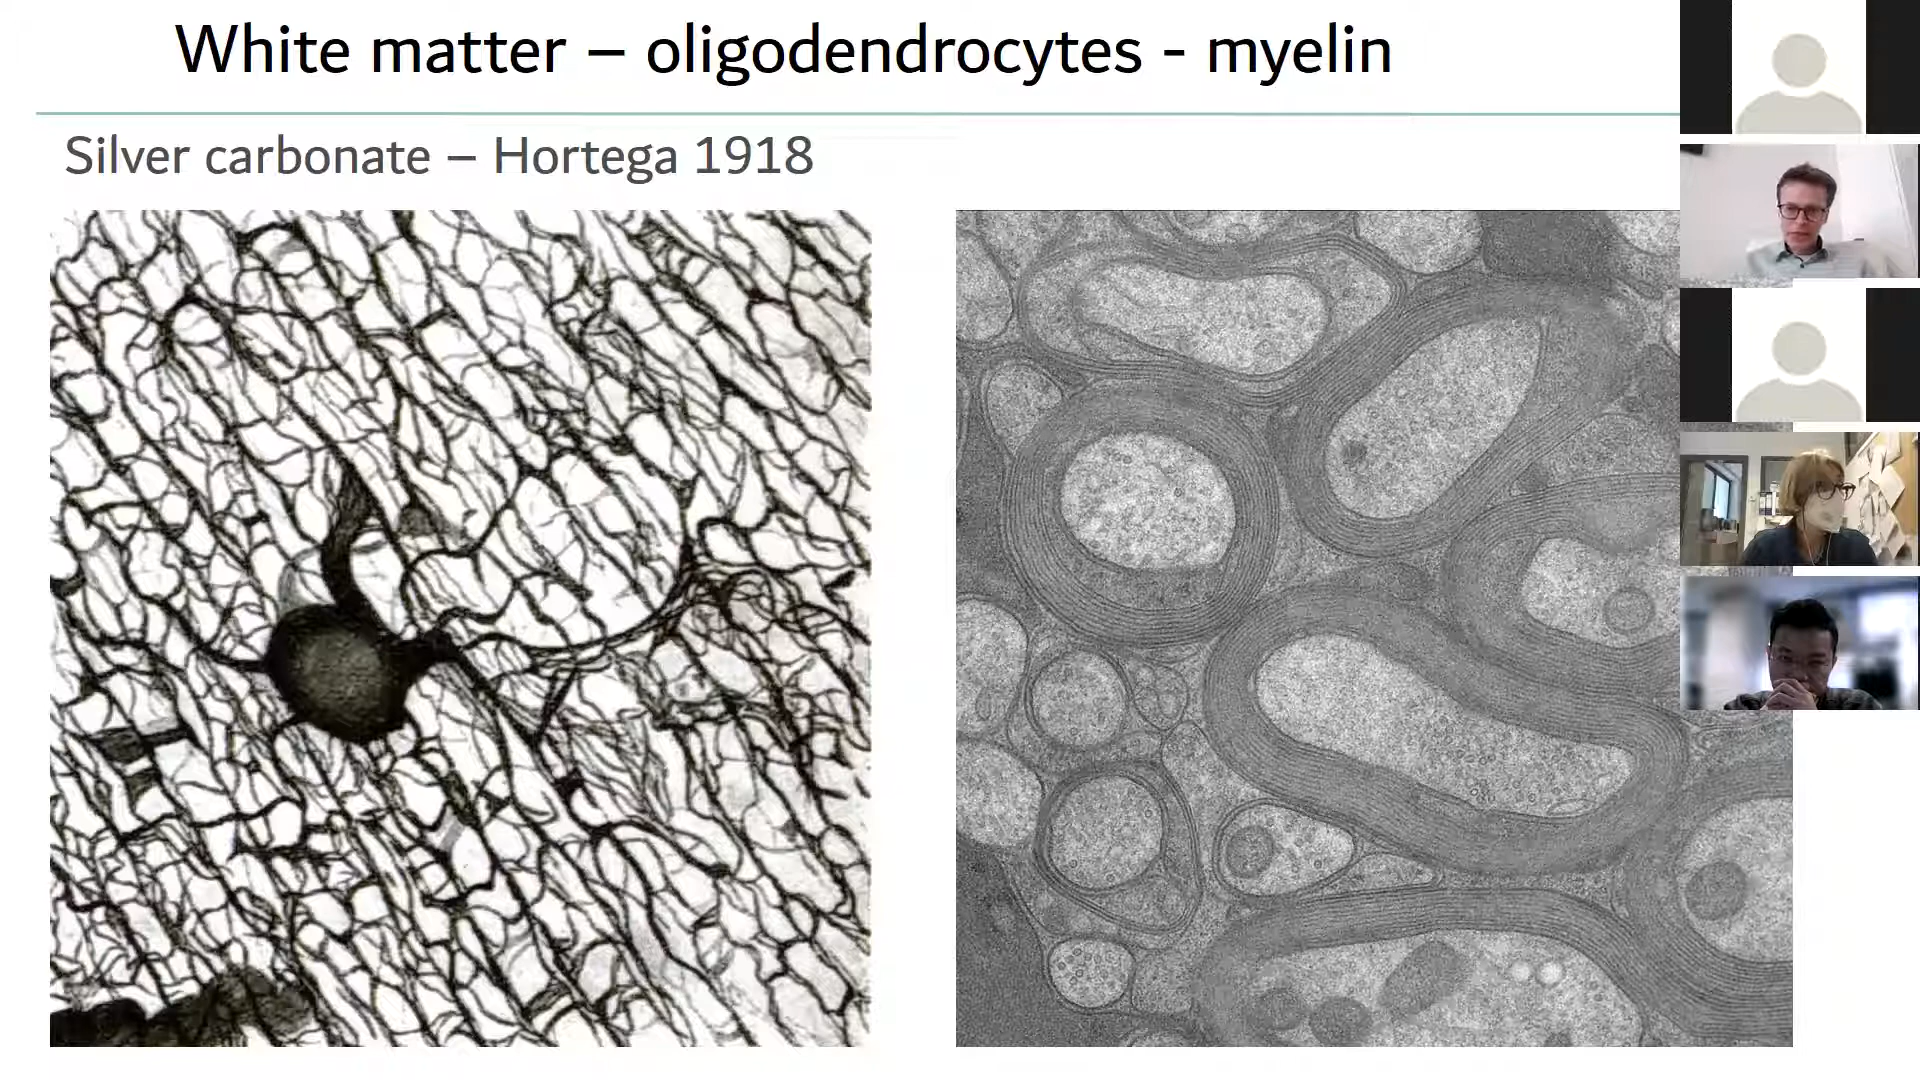 White matter – oligodendrocytes - myelin
Silver carbonate – Hortega 1918